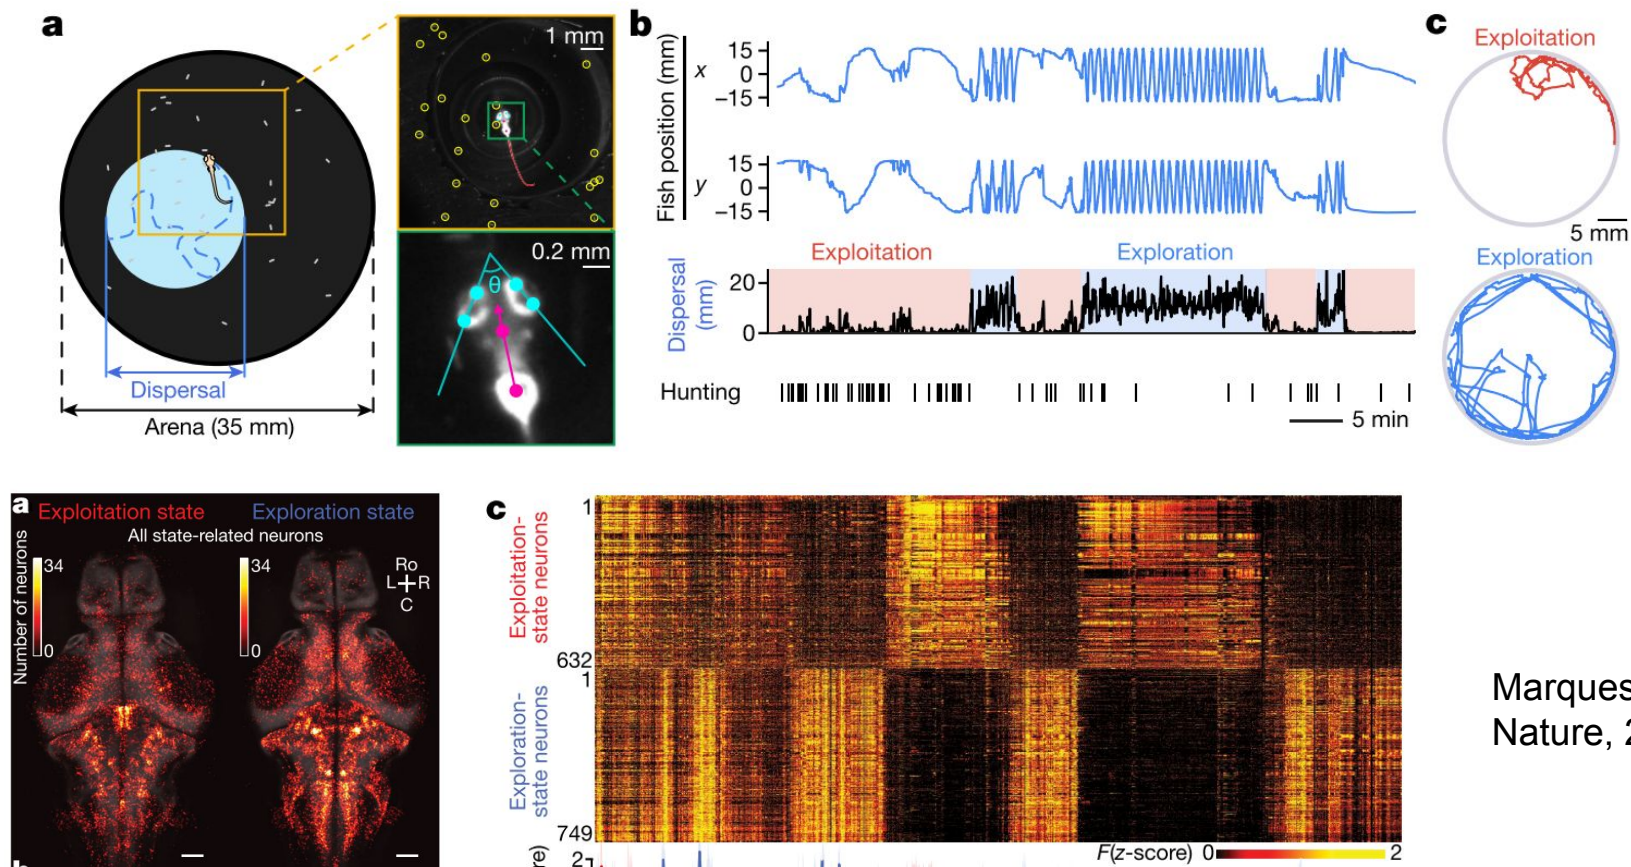 a
1 mm
0.2 mm
θ
Dispersal
Arena (35 mm)
b
Fish position (mm)
x
15
0
−15
y
15
0
−15
Exploitation
Exploration
Dispersal
(mm)
20
0
Hunting
5 min
c
Exploitation
5 mm
Exploration
a
Exploitation state
Exploration state
All state-related neurons
Number of neurons
34
0
34
0
Ro
L
R
C
c
Exploitation-
state neurons
1
632
Exploration-
state neurons
1
749
2
F(z-score) 0
2
Marques
Nature, 2